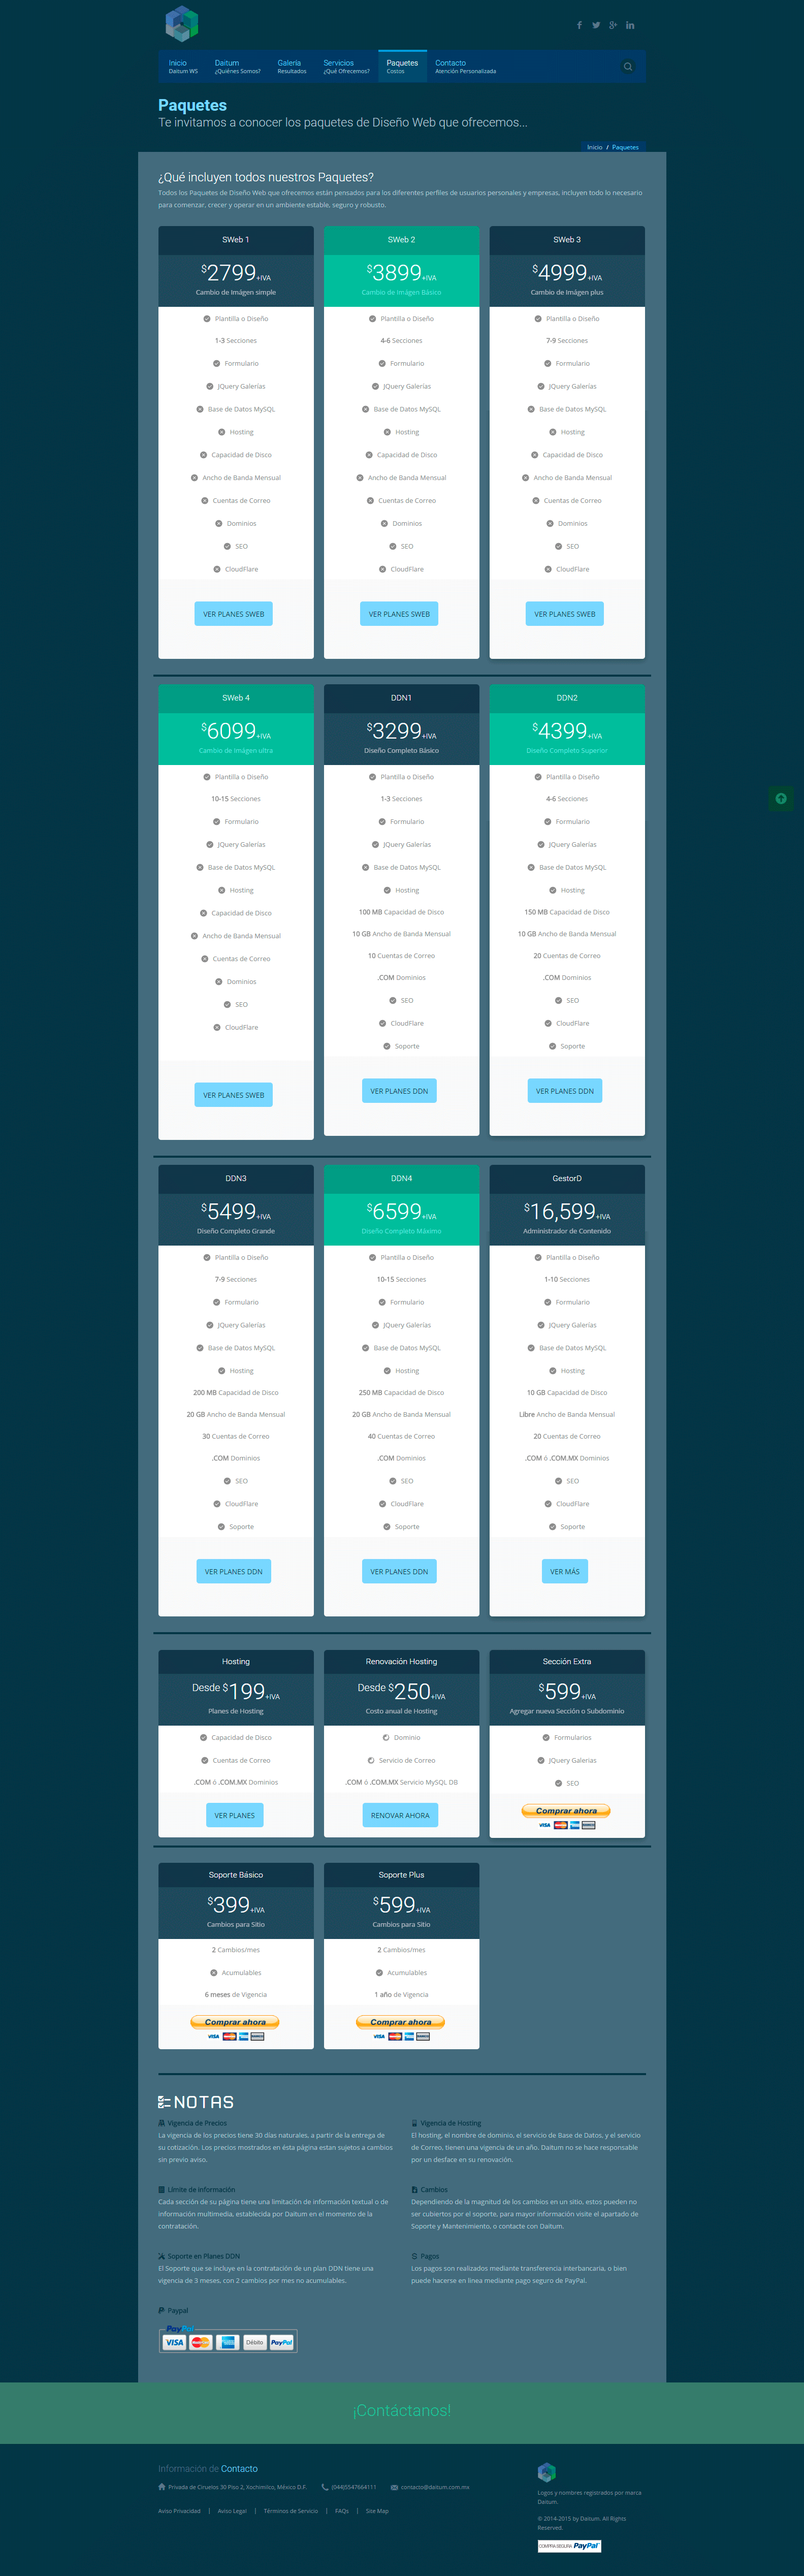 Inicio
Daitum WS
Daitum
¿Quiénes Somos?
Galería
Resultados
Servicios
¿Qué Ofrecemos?
Paquetes
Costos
Contacto
Atención Personalizada
Paquetes
Te invitamos a conocer los paquetes de Diseño Web que ofrecemos...
Inicio / Paquetes
¿Qué incluyen todos nuestros Paquetes?
Todos los Paquetes de Diseño Web que ofrecemos están pensados para los diferentes perfiles de usuarios personales y empresas, incluyen todo lo necesario
para comenzar, crecer y operar en un ambiente estable, seguro y robusto.
SWeb 1
$2799+IVA
Cambio de Imágen simple
Plantilla o Diseño
1-3 Secciones
Formulario
JQuery Galerías
Base de Datos MySQL
Hosting
Capacidad de Disco
Ancho de Banda Mensual
Cuentas de Correo
Dominios
SEO
CloudFlare
VER PLANES SWEB
SWeb 2
$3899+IVA
Cambio de Imágen Básico
Plantilla o Diseño
4-6 Secciones
Formulario
JQuery Galerías
Base de Datos MySQL
Hosting
Capacidad de Disco
Ancho de Banda Mensual
Cuentas de Correo
Dominios
SEO
CloudFlare
VER PLANES SWEB
SWeb 3
$4999+IVA
Cambio de Imágen plus
Plantilla o Diseño
7-9 Secciones
Formulario
JQuery Galerías
Base de Datos MySQL
Hosting
Capacidad de Disco
Ancho de Banda Mensual
Cuentas de Correo
Dominios
SEO
CloudFlare
VER PLANES SWEB
SWeb 4
$6099+IVA
Cambio de Imágen ultra
Plantilla o Diseño
10-15 Secciones
Formulario
JQuery Galerías
Base de Datos MySQL
Hosting
Capacidad de Disco
Ancho de Banda Mensual
Cuentas de Correo
Dominios
SEO
CloudFlare
VER PLANES SWEB
DDN1
$3299+IVA
Diseño Completo Básico
Plantilla o Diseño
1-3 Secciones
Formulario
JQuery Galerías
Base de Datos MySQL
Hosting
100 MB Capacidad de Disco
10 GB Ancho de Banda Mensual
10 Cuentas de Correo
.COM Dominios
SEO
CloudFlare
Soporte
VER PLANES DDN
DDN2
$4399+IVA
Diseño Completo Superior
Plantilla o Diseño
4-6 Secciones
Formulario
JQuery Galerías
Base de Datos MySQL
Hosting
150 MB Capacidad de Disco
10 GB Ancho de Banda Mensual
20 Cuentas de Correo
.COM Dominios
SEO
CloudFlare
Soporte
VER PLANES DDN
DDN3
$5499+IVA
Diseño Completo Grande
Plantilla o Diseño
7-9 Secciones
Formulario
JQuery Galerías
Base de Datos MySQL
Hosting
200 MB Capacidad de Disco
20 GB Ancho de Banda Mensual
30 Cuentas de Correo
.COM Dominios
SEO
CloudFlare
Soporte
VER PLANES DDN
DDN4
$6599+IVA
Diseño Completo Máximo
Plantilla o Diseño
10-15 Secciones
Formulario
JQuery Galerías
Base de Datos MySQL
Hosting
250 MB Capacidad de Disco
20 GB Ancho de Banda Mensual
40 Cuentas de Correo
.COM Dominios
SEO
CloudFlare
Soporte
VER PLANES DDN
GestorD
$16,599+IVA
Administrador de Contenido
Plantilla o Diseño
1-10 Secciones
Formulario
JQuery Galerías
Base de Datos MySQL
Hosting
10 GB Capacidad de Disco
Libre Ancho de Banda Mensual
20 Cuentas de Correo
.COM ó .COM.MX Dominios
SEO
CloudFlare
Soporte
VER MÁS
Hosting
Desde $199+IVA
Planes de Hosting
Capacidad de Disco
Cuentas de Correo
.COM ó .COM.MX Dominios
VER PLANES
Renovación Hosting
Desde $250+IVA
Costo anual de Hosting
Dominio
Servicio de Correo
.COM ó .COM.MX Servicio MySQL DB
RENOVAR AHORA
Sección Extra
$599+IVA
Agregar nueva Sección o Subdominio
Formularios
JQuery Galerias
SEO
Comprar ahora
VISA
Soporte Básico
$399+IVA
Cambios para Sitio
2 Cambios/mes
Acumulables
6 meses de Vigencia
Comprar ahora
VISA
Soporte Plus
$599+IVA
Cambios para Sitio
2 Cambios/mes
Acumulables
1 año de Vigencia
Comprar ahora
VISA
NOTAS
Vigencia de Precios
La vigencia de los precios tiene 30 días naturales, a partir de la entrega de
su cotización. Los precios mostrados en ésta página estan sujetos a cambios
sin previo aviso.
Vigencia de Hosting
El hosting, el nombre de dominio, el servicio de Base de Datos, y el servicio
de Correo, tienen una vigencia de un año. Daitum no se hace responsable
por un desface en su renovación.
Límite de Información
Cada sección de su página tiene una limitación de información textual o de
información multimedia, establecida por Daitum en el momento de la
contratación.
Cambios
Dependiendo de la magnitud de los cambios en un sitio, estos pueden no
ser cubiertos por el soporte, para mayor información visite el apartado de
Soporte y Mantenimiento, o contacte con Daitum.
Soporte en Planes DDN
El Soporte que se incluye en la contratación de un plan DDN tiene una
vigencia de 3 meses, con 2 cambios por mes no acumulables.
Pagos
Los pagos son realizados mediante transferencia interbancaria, o bien
puede hacerse en línea mediante pago seguro de PayPal.
Paypal
PayPal
VISA
MasterCard
Débito
PayPal
¡Contáctanos!
Información de Contacto
Privada de Ciruelos 30 Piso 2, Xochimilco, México D.F.
(044)5547664111
contacto@daitum.com.mx
Aviso Privacidad | Aviso Legal | Términos de Servicio | FAQs | Site Map
Logos y nombres registrados por marca
Daitum.
© 2014-2015 by Daitum. All Rights
Reserved.
COMPRA SEGURA PayPal